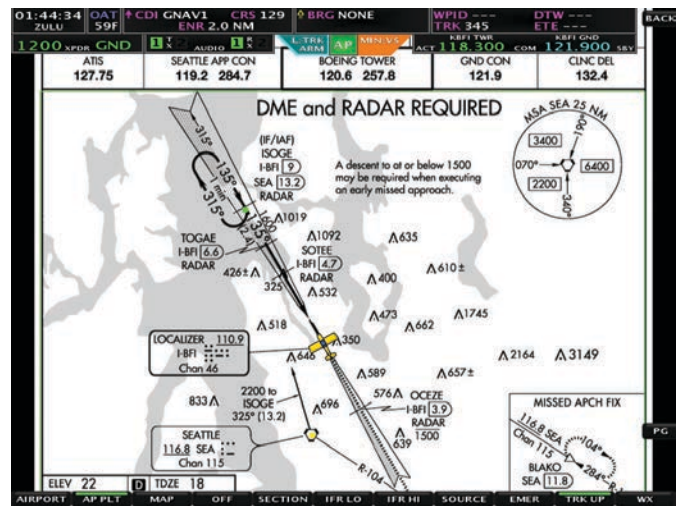 01:44:34 OAT CDI GNAV1 CRS 129 BRG NONE WPID --- DTW ---
ZULU 59F ENR 2.0 NM TRK 345 ETE --- BACK
1200 XPDR GND 1 AUDIO 1 L.TRK ARM AP MIN:VS ACT KBFI TWR 118.300 COM KBFI GND 121.900 SBY
ATIS SEATTLE APP CON BOEING TOWER GND CON CLNC DEL
127.75 119.2 284.7 120.6 257.8 121.9 132.4
DME and RADAR REQUIRED
MSA SEA 25 NM
190°
3400
070° 6400
2200
340°
315°
135°
1 min
315°
(IF/IAF)
ISOGE
I-BFI 9
SEA 13.2
RADAR
A descent to at or below 1500
may be required when executing
an early missed approach.
1600
135°
(2.4)
1019
1092
635
TOGAE
I-BFI 6.6
RADAR
SOTEE
I-BFI 4.7
RADAR
426±
325
532
400
610±
518
473
662
1745
LOCALIZER 110.9
I-BFI
Chan 46
350
646
589
657±
2164
3149
2200 to
ISOGE
325° (13.2)
833
696
576
OCEZE
I-BFI 3.9
RADAR
1500
639
SEATTLE
116.8 SEA
Chan 115
R-104
MISSED APCH FIX
116.8 SEA
Chan 115
104°
284°
BLAKO
SEA 11.8
PG
ELEV 22 D TDZE 18
AIRPORT AP PLT MAP OFF SECTION IFR LO IFR HI SOURCE EMER TRK UP WX